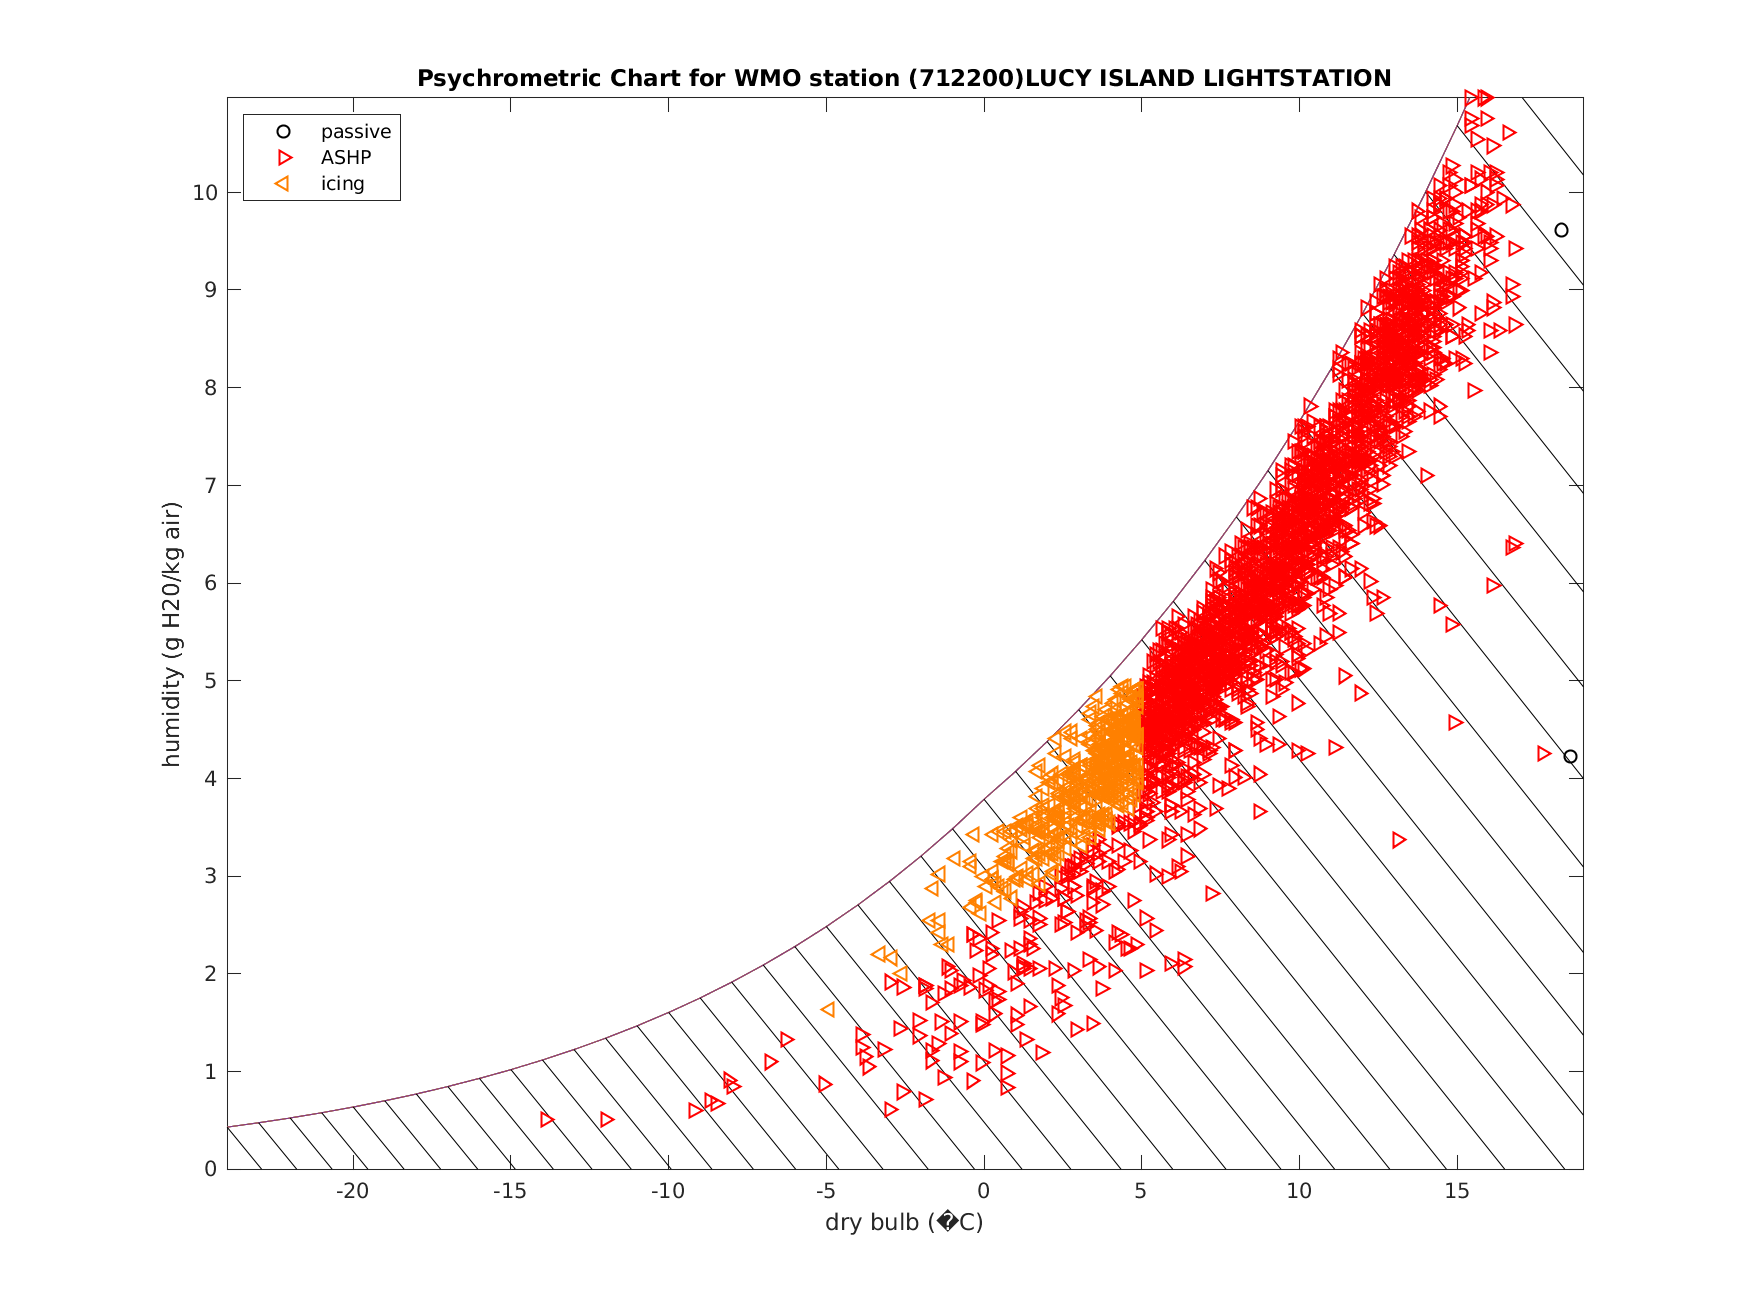 Psychrometric Chart for WMO station (712200)LUCY ISLAND LIGHTSTATION
passive
ASHP
icing
humidity (g H20/kg air)
10
9
8
7
6
5
4
3
2
1
0
-20 -15 -10 -5 0 5 10 15
dry bulb (�C)